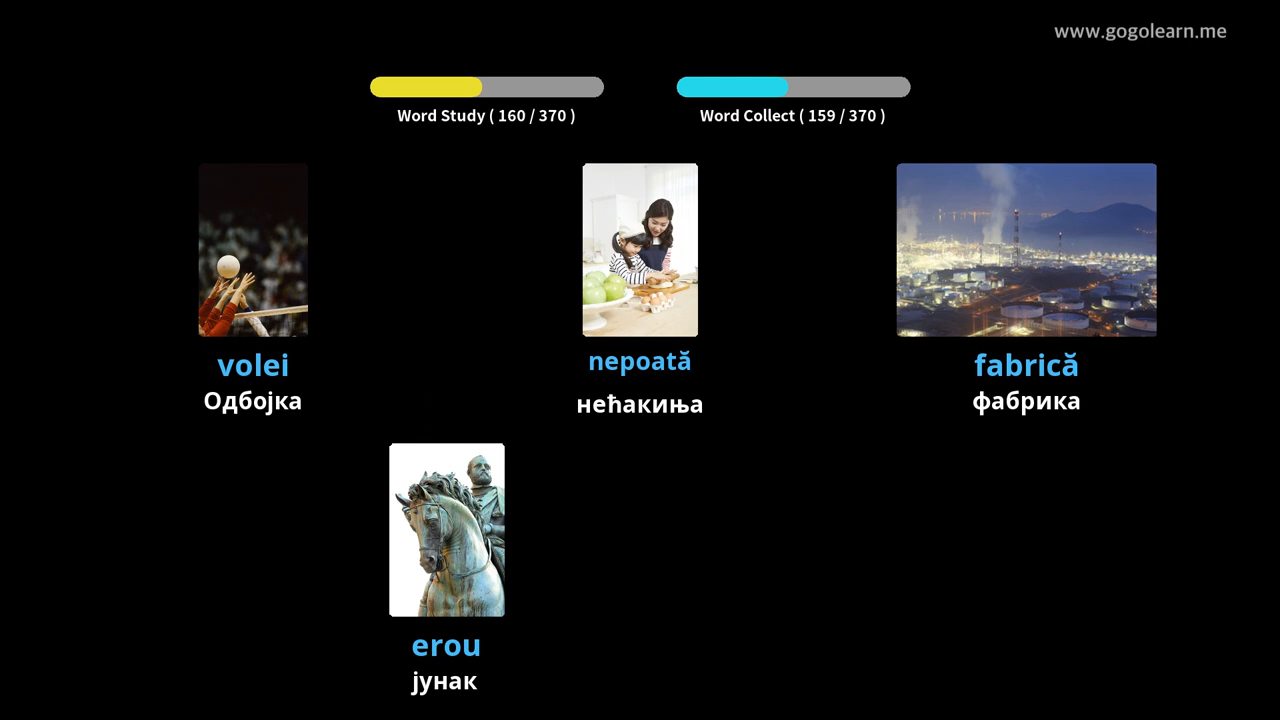 www.gogolearn.me
Word Study ( 160 / 370 )
Word Collect ( 159 / 370 )
volei
Одбојка
nepoată
нећакиња
fabrică
фабрика
erou
јунак